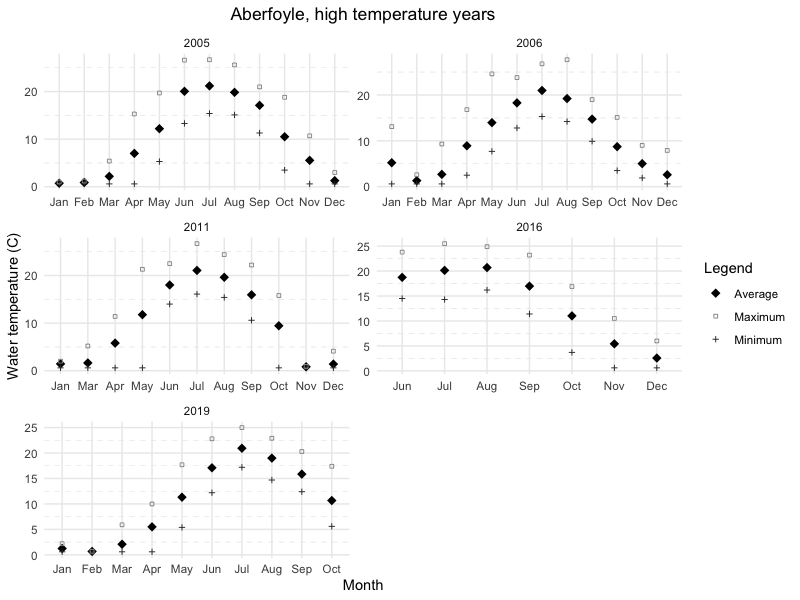 Aberfoyle, high temperature years
2005
20
10
0
Jan Feb Mar Apr May Jun Jul Aug Sep Oct Nov Dec
2006
20
10
0
Jan Feb Mar Apr May Jun Jul Aug Sep Oct Nov Dec
2011
20
10
0
Jan Mar Apr May Jun Jul Aug Sep Oct Nov Dec
2016
25
20
15
10
5
0
Jun Jul Aug Sep Oct Nov Dec
2019
25
20
15
10
5
0
Jan Feb Mar Apr May Jun Jul Aug Sep Oct
Water temperature (C)
Month
Legend
Average
Maximum
Minimum